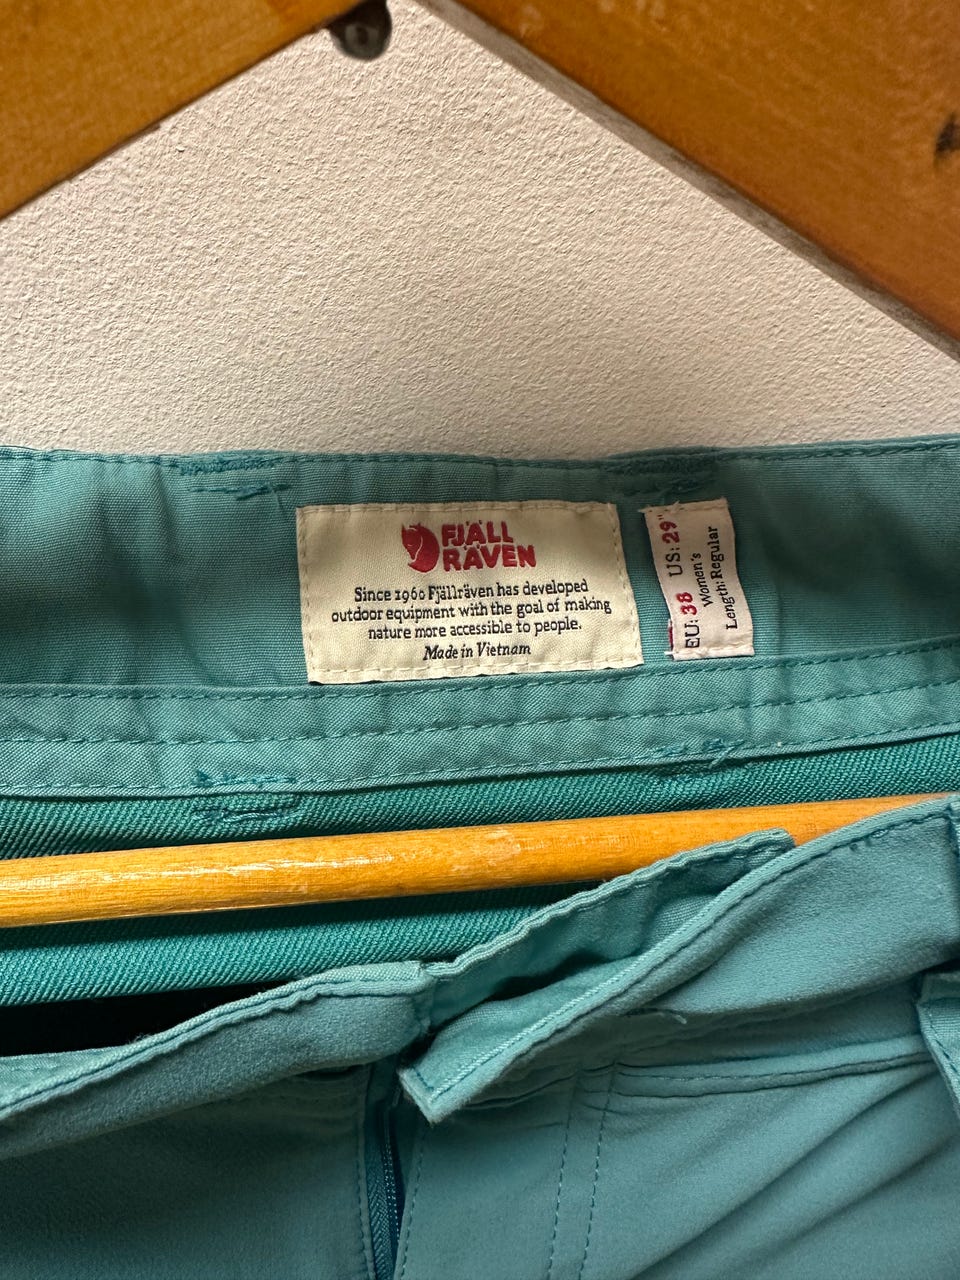 FJÄLL
RÄVEN
Since 1960 Fjällräven has developed
outdoor equipment with the goal of making
nature more accessible to people.
Made in Vietnam
EU: 38 US: 29"
Women's
Length: Regular